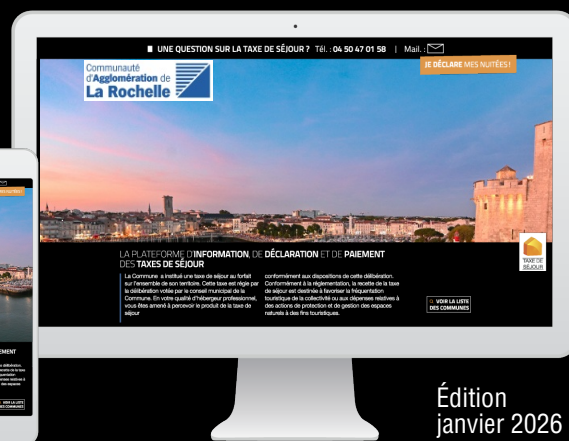 UNE QUESTION SUR LA TAXE DE SÉJOUR ? Tél. : 04 50 47 01 58 | Mail. :
JE DÉCLARE MES NUITÉES !
Communauté
d'Agglomération de
La Rochelle
LA PLATEFORME D'INFORMATION, DE DÉCLARATION ET DE PAIEMENT
DES TAXES DE SÉJOUR
La Commune a institué une taxe de séjour au forfait
sur l'ensemble de son territoire. Cette taxe est régie par
la délibération votée par le conseil municipal de la
Commune. En votre qualité d'hébergeur professionnel,
vous êtes amené à percevoir le produit de la taxe de
séjour
conformément aux dispositions de cette délibération.
Conformément à la réglementation, la recette de la taxe
de séjour est destinée à favoriser la fréquentation
touristique de la collectivité ou aux dépenses relatives à
des actions de protection et de gestion des espaces
naturels à des fins touristiques.
TAXE DE
SÉJOUR
VOIR LA LISTE
DES COMMUNES
EMENT
VOIR LA LISTE
DES COMMUNES
Édition
janvier 2026